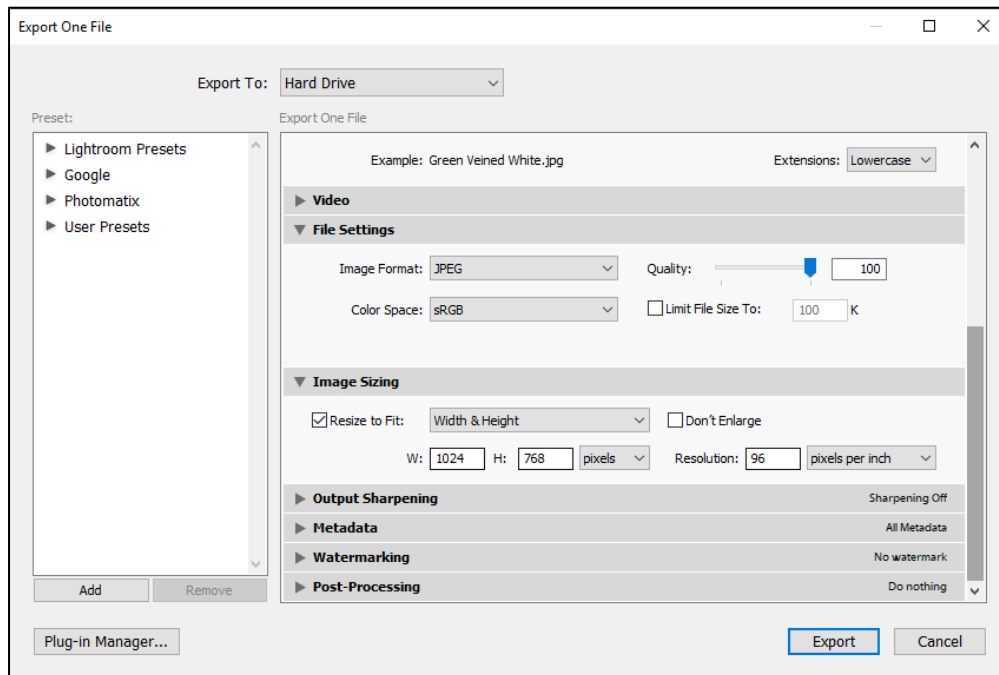 Export One File
Export To: Hard Drive
Preset:
Export One File
Lightroom Presets
Google
Photomatix
User Presets
Example: Green Veined White.jpg Extensions: Lowercase
Video
File Settings
Image Format: JPEG Quality: 100
Color Space: sRGB Limit File Size To: 100 K
Image Sizing
Resize to Fit: Width & Height Don't Enlarge
W: 1024 H: 768 pixels Resolution: 96 pixels per inch
Output Sharpening Sharpening Off
Metadata All Metadata
Watermarking No watermark
Post-Processing Do nothing
Add Remove
Plug-in Manager... Export Cancel